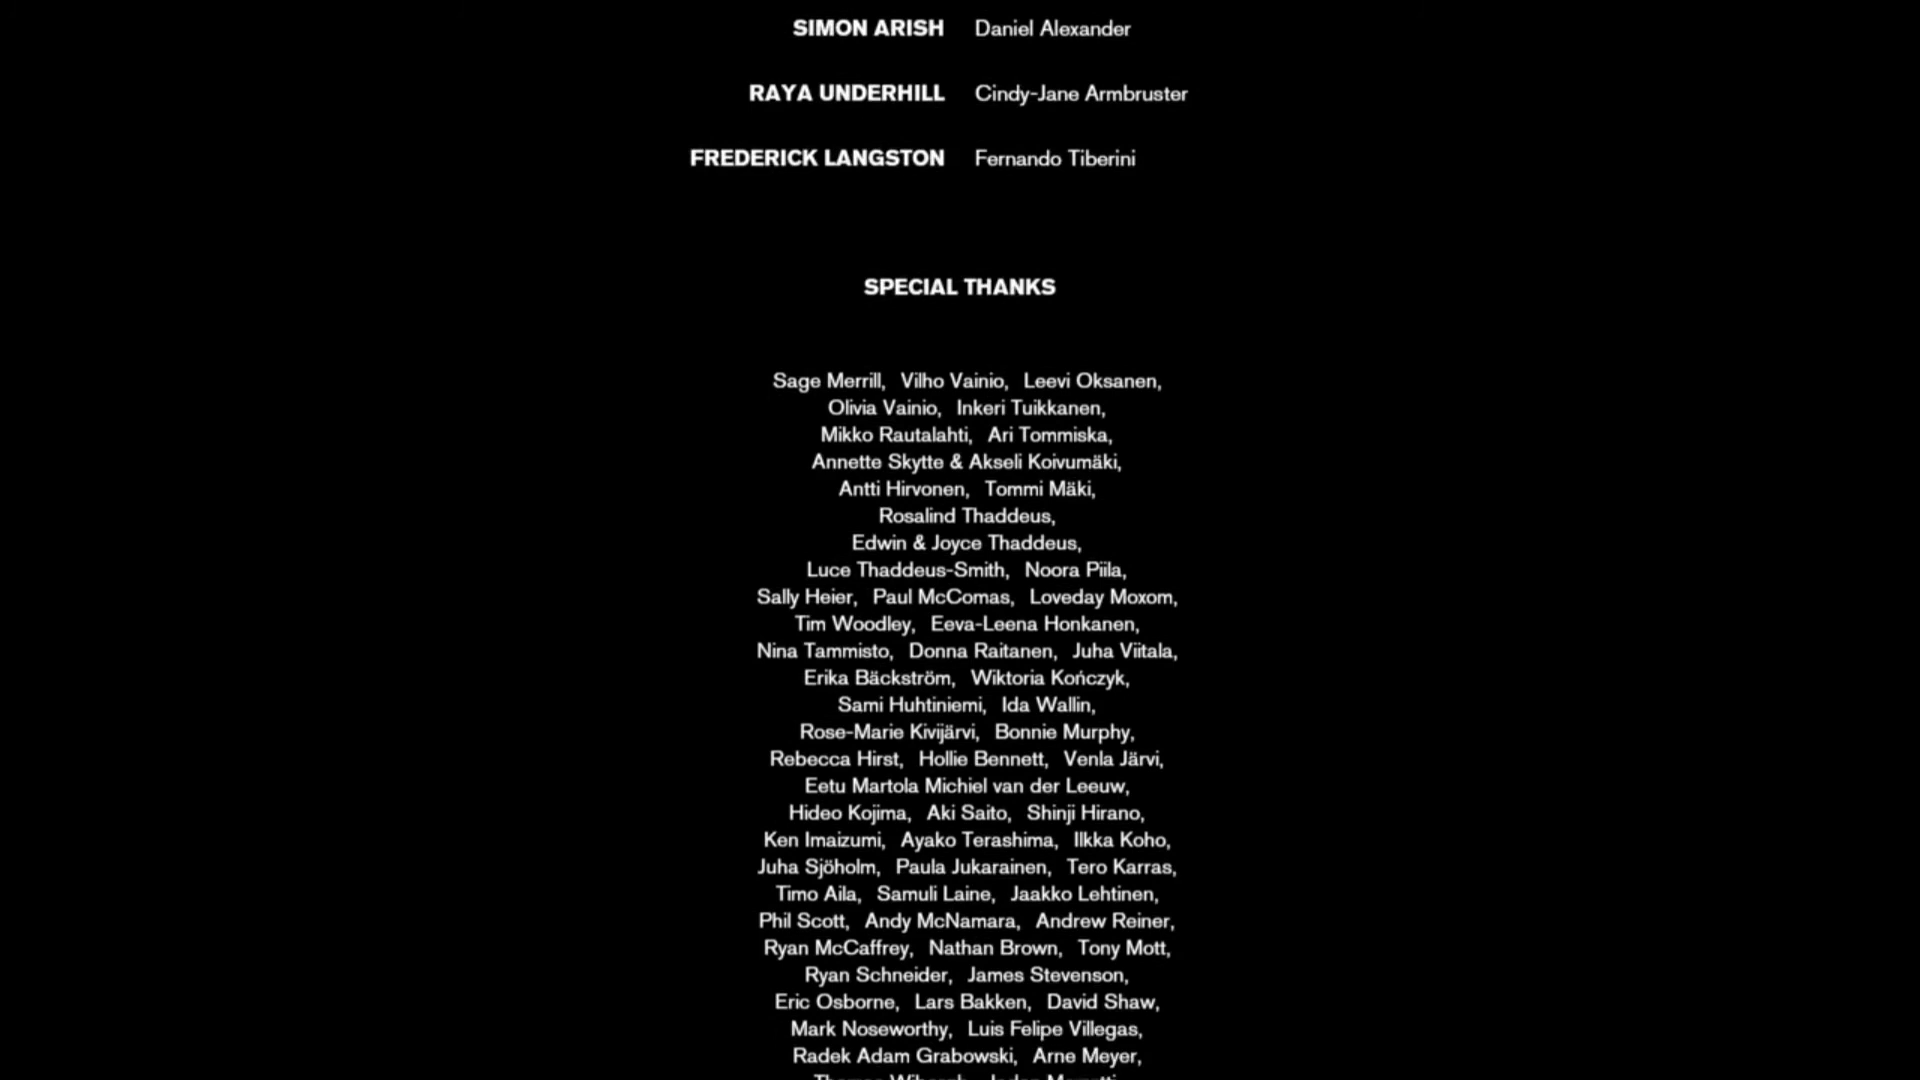 SIMON ARISH Daniel Alexander
RAYA UNDERHILL Cindy-Jane Armbruster
FREDERICK LANGSTON Fernando Tiberini
SPECIAL THANKS
Sage Merrill, Vilho Vainio, Leevi Oksanen,
Olivia Vainio, Inkeri Tuikkanen,
Mikko Rautalahti, Ari Tommiska,
Annette Skytte & Akseli Koivumäki,
Antti Hirvonen, Tommi Mäki,
Rosalind Thaddeus,
Edwin & Joyce Thaddeus,
Luce Thaddeus-Smith, Noora Piila,
Sally Heier, Paul McComas, Loveday Moxom,
Tim Woodley, Eeva-Leena Honkanen,
Nina Tammisto, Donna Raitanen, Juha Viitala,
Erika Bäckström, Wiktoria Kończyk,
Sami Huhtiniemi, Ida Wallin,
Rose-Marie Kivijärvi, Bonnie Murphy,
Rebecca Hirst, Hollie Bennett, Venla Järvi,
Eetu Martola Michiel van der Leeuw,
Hideo Kojima, Aki Saito, Shinji Hirano,
Ken Imaizumi, Ayako Terashima, Ilkka Koho,
Juha Sjöholm, Paula Jukarainen, Tero Karras,
Timo Aila, Samuli Laine, Jaakko Lehtinen,
Phil Scott, Andy McNamara, Andrew Reiner,
Ryan McCaffrey, Nathan Brown, Tony Mott,
Ryan Schneider, James Stevenson,
Eric Osborne, Lars Bakken, David Shaw,
Mark Noseworthy, Luis Felipe Villegas,
Radek Adam Grabowski, Arne Meyer,